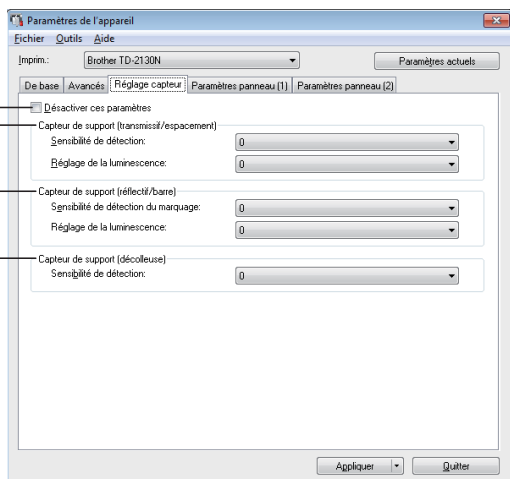 Paramètres de l'appareil
Fichier Outils Aide
Imprim.: Brother TD-2130N Paramètres actuels
De base Avancés Réglage capteur Paramètres panneau (1) Paramètres panneau (2)
Désactiver ces paramètres
Capteur de support (transmissif/espacement)
Sensibilité de détection: 0
Réglage de la luminescence: 0
Capteur de support (réflectif/barre)
Sensibilité de détection du marquage: 0
Réglage de la luminescence: 0
Capteur de support (décolleuse)
Sensibilité de détection: 0
Appliquer Quitter